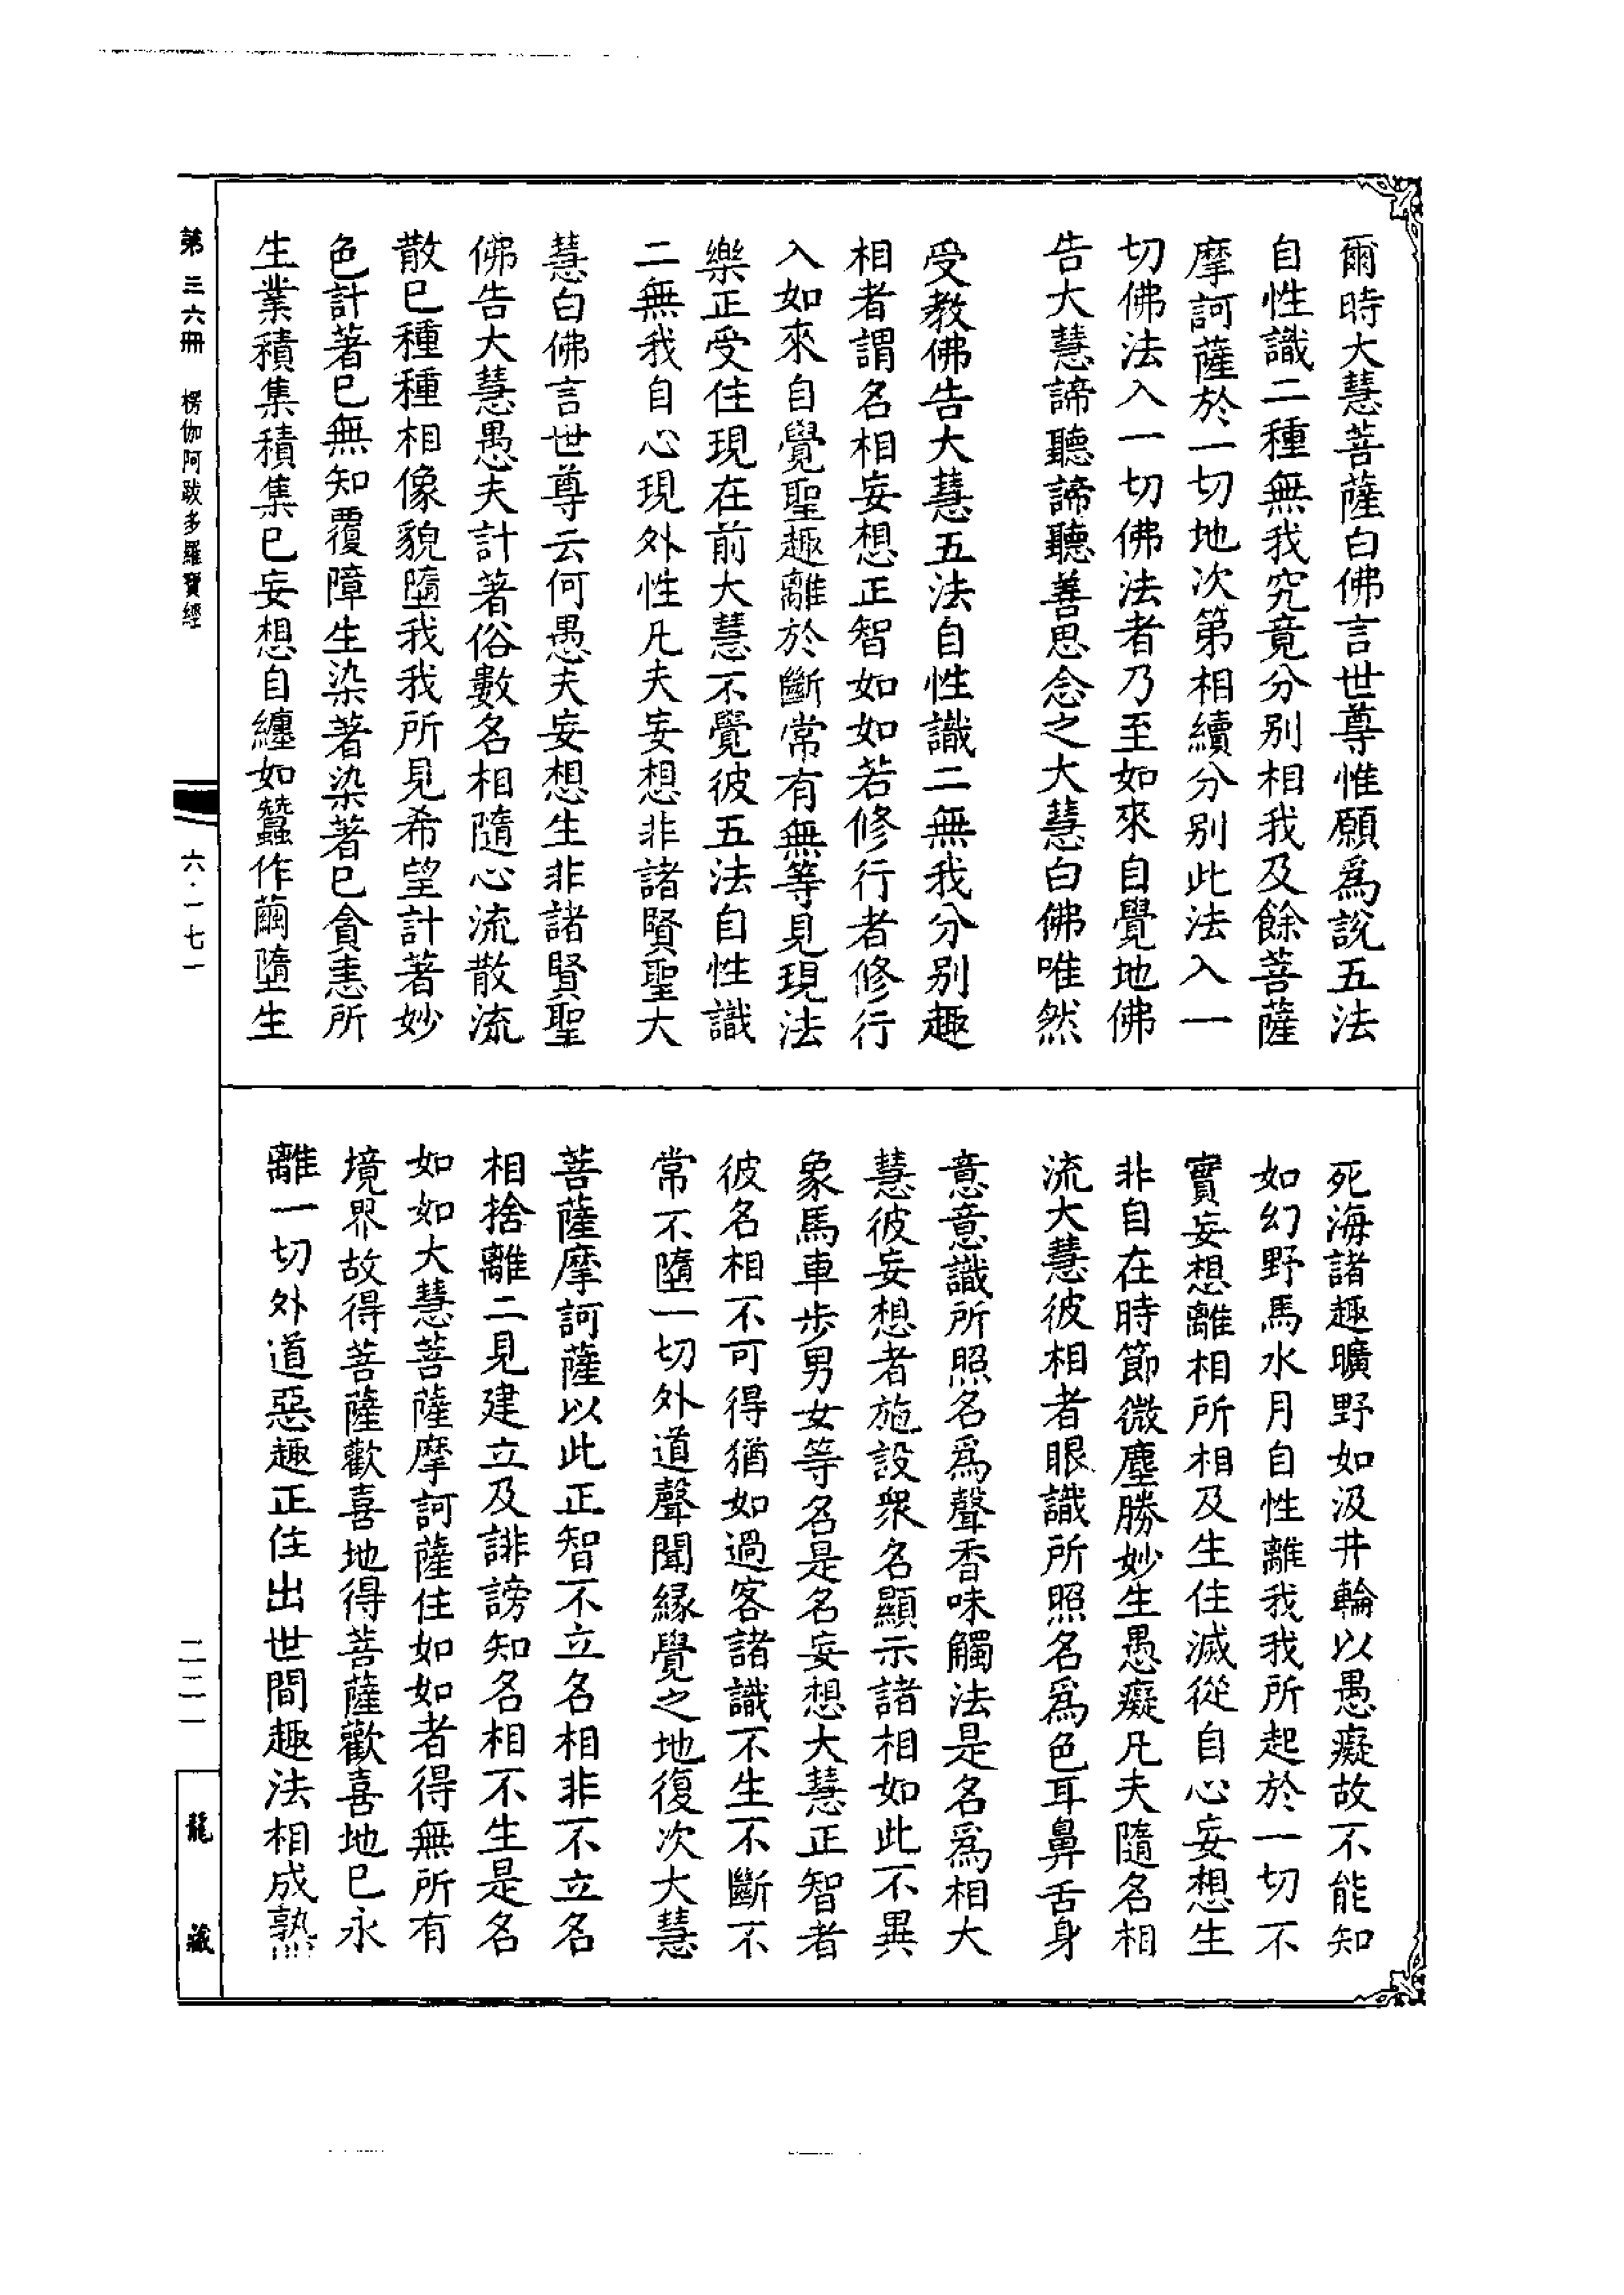 爾時大慧菩薩白佛言世尊惟願爲說五法
自性識二種無我究竟分別相我及餘菩薩
摩訶薩於一切地次第相續分別此法入一
切佛法入一切佛法者乃至如來自覺地佛
告大慧諦聽諦聽善思念之大慧白佛唯然
受教佛告大慧五法自性識二無我分別趣
相者謂名相妄想正智如如若修行者修行
入如來自覺聖趣離於斷常有無等見現法
樂正受住現在前大慧不覺彼五法自性識
二無我自心現外性凡夫妄想非諸賢聖大
慧白佛言世尊云何愚夫妄想生非諸賢聖
佛告大慧愚夫計著俗數名相隨心流散流
散已種種相像貌墮我我所見希望計著妙
色計著已無知覆障生染著染著已貪恚所
生業積集積集已妄想自纏如蠶作繭墮生
死海諸趣曠野如汲井輪以愚癡故不能知
如幻野馬水月自性離我我所起於一切不
實妄想離相所相及生住滅從自心妄想生
非自在時節微塵勝妙生愚癡凡夫隨名相
流大慧彼相者眼識所照名爲色耳鼻舌身
意意識所照名爲聲香味觸法是名爲相大
慧彼妄想者施設眾名顯示諸相如此不異
象馬車步男女等名是名妄想大慧正智者
彼名相不可得猶如過客諸識不生不斷不
常不墮一切外道聲聞緣覺之地復次大慧
菩薩摩訶薩以此正智不立名相非不立名
相捨離二見建立及誹謗知名相不生是名
如如大慧菩薩摩訶薩住如如者得無所有
境界故得菩薩歡喜地得菩薩歡喜地已永
離一切外道惡趣正住出世間趣法相成熟
第三六冊 楞伽阿跋多羅寶經
六·一七一
二二一
龍藏